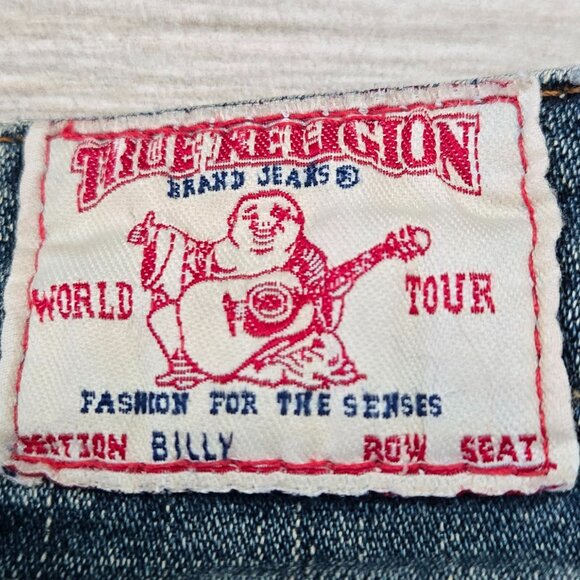 TRUE RELIGION
BRAND JEANS ®
WORLD TOUR
FASHION FOR THE SENSES
SECTION BILLY ROW SEAT